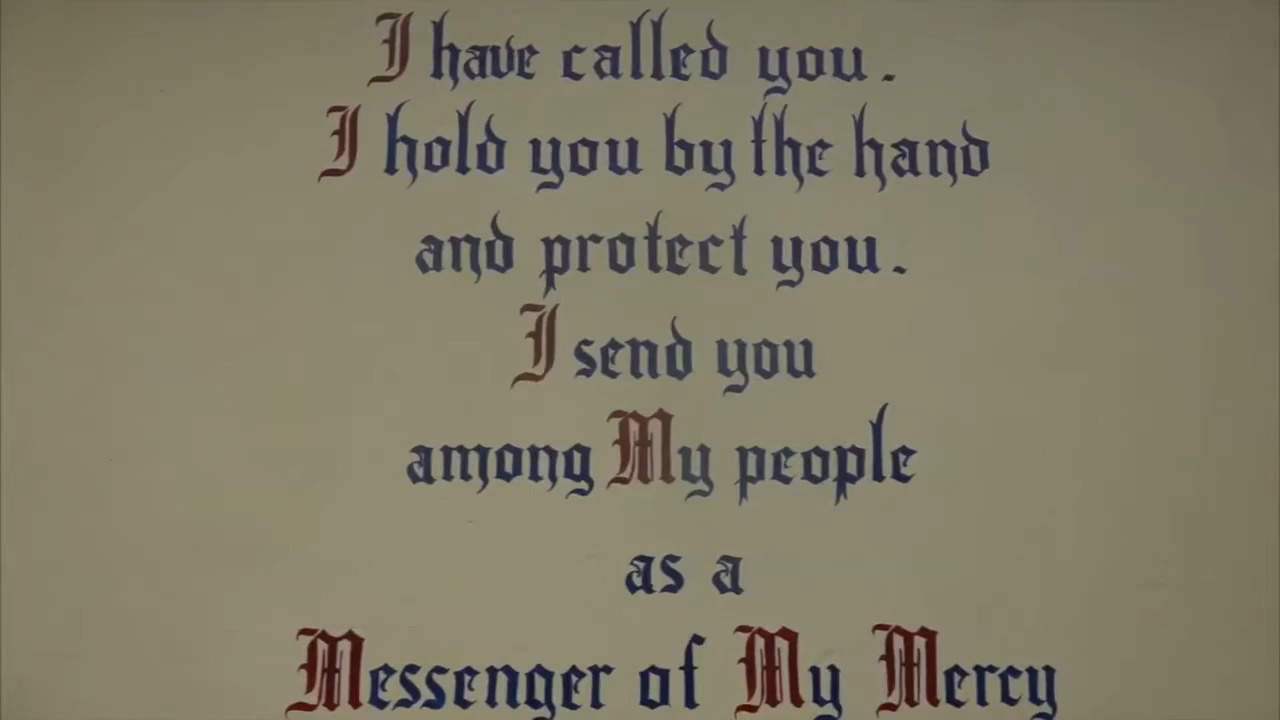 I have called you.
I hold you by the hand
and protect you.
I send you
among My people
as a
Messenger of My Mercy